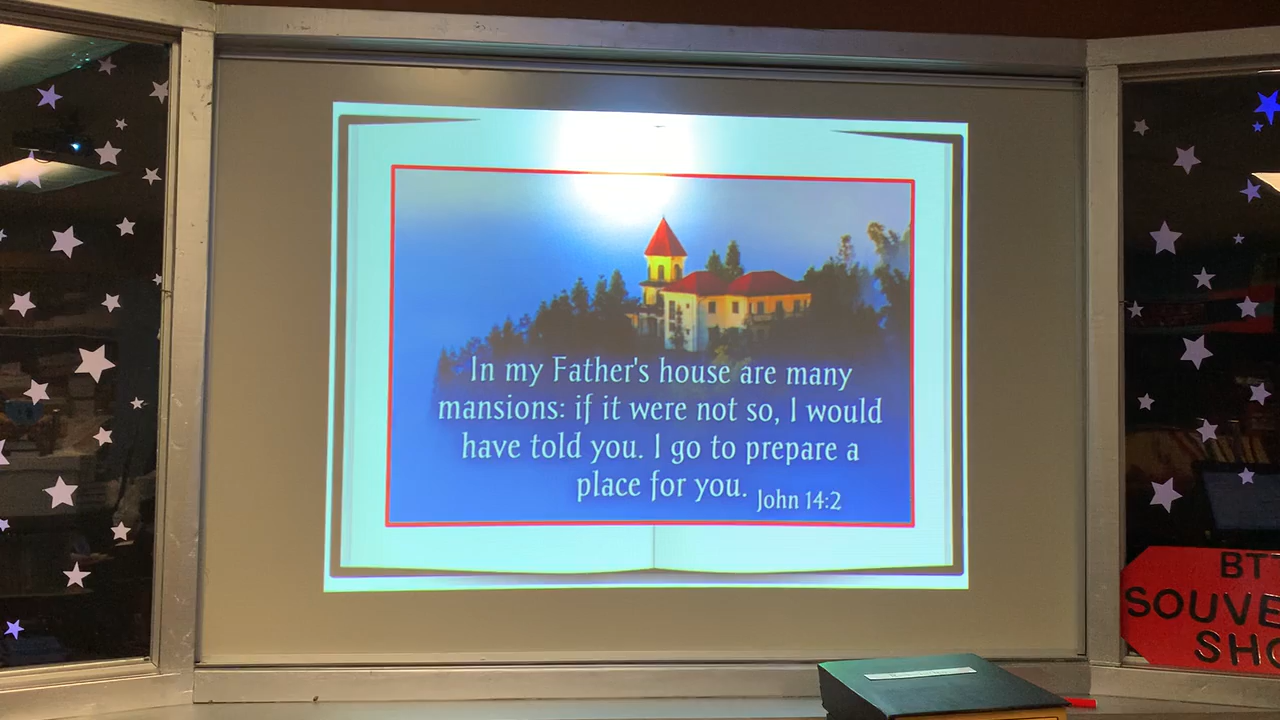 In my Father's house are many
mansions: if it were not so, I would
have told you. I go to prepare a
place for you.
John 14:2